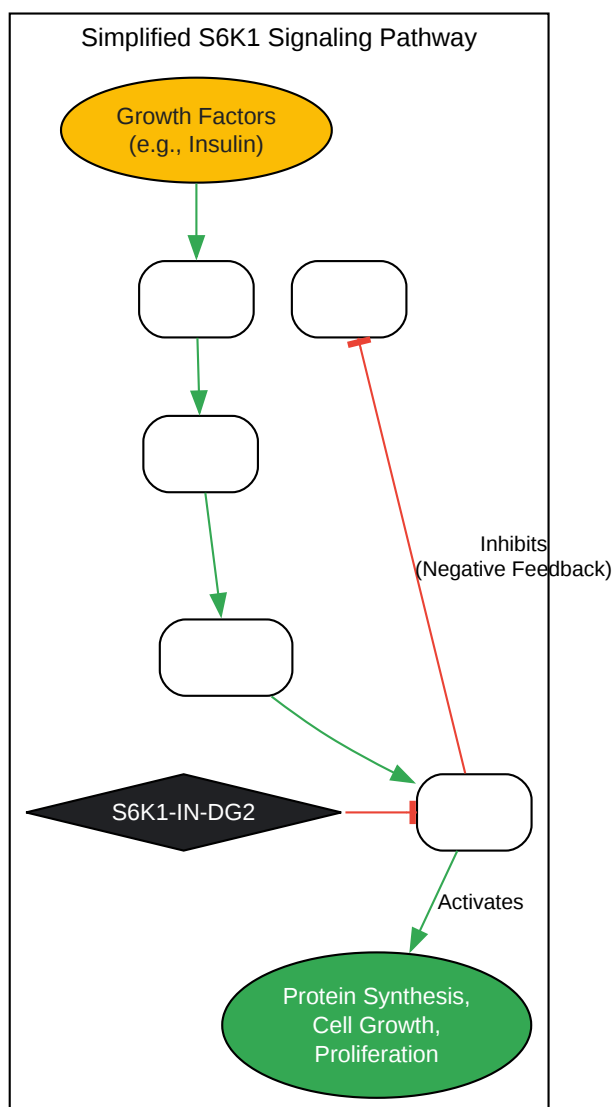 Simplified S6K1 Signaling Pathway
Growth Factors
(e.g., Insulin)
Inhibits
(Negative Feedback)
S6K1-IN-DG2
Activates
Protein Synthesis,
Cell Growth,
Proliferation